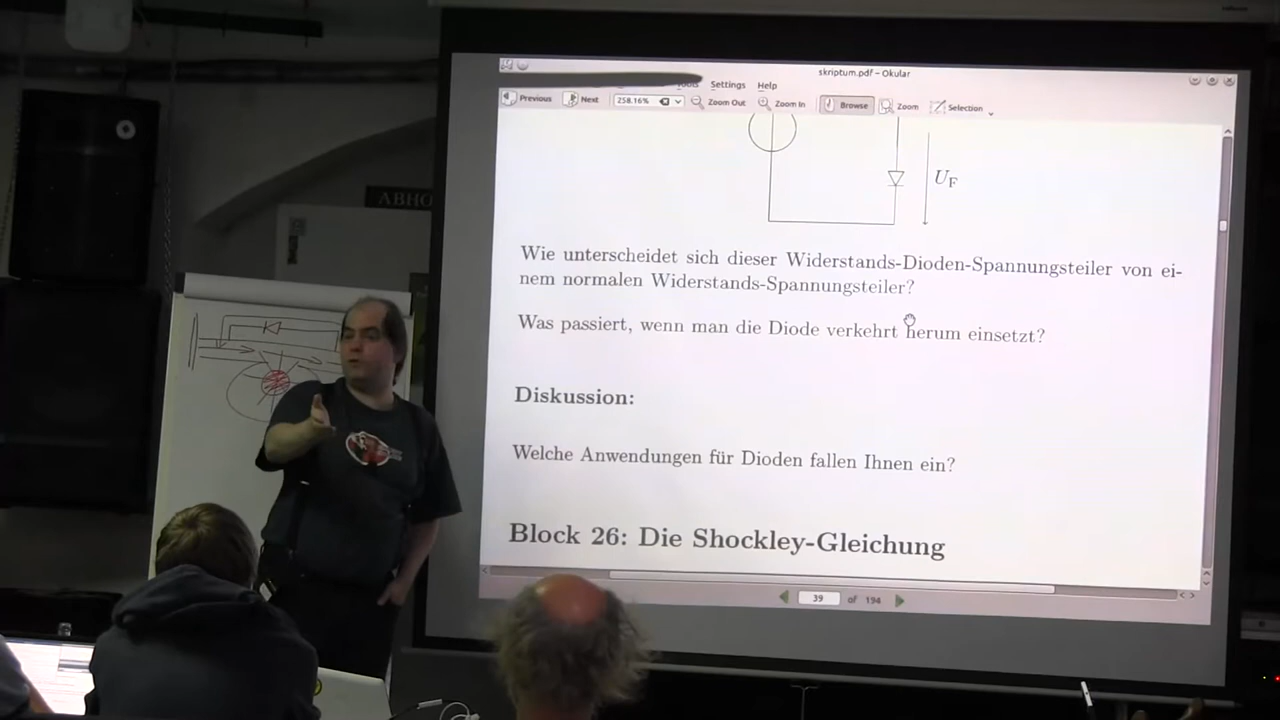 skriptum.pdf – Okular
Settings Help
Previous Next 258.16% Zoom Out Zoom In Browse Zoom Selection
ABHO
UF
Wie unterscheidet sich dieser Widerstands-Dioden-Spannungsteiler von ei-
nem normalen Widerstands-Spannungsteiler?
Was passiert, wenn man die Diode verkehrt herum einsetzt?
Diskussion:
Welche Anwendungen für Dioden fallen Ihnen ein?
Block 26: Die Shockley-Gleichung
39 of 194